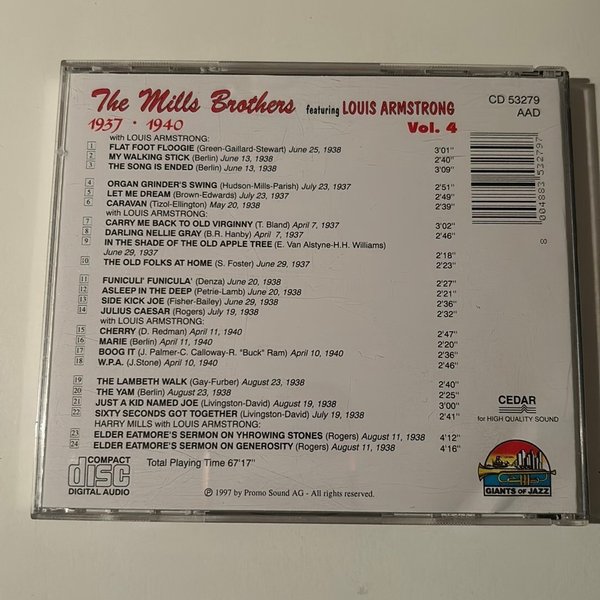 The Mills Brothers featuring LOUIS ARMSTRONG
1937 · 1940 Vol. 4
CD 53279
AAD
with LOUIS ARMSTRONG:
1 FLAT FOOT FLOOGIE (Green-Gaillard-Stewart) June 25, 1938 3'01"
2 MY WALKING STICK (Berlin) June 13, 1938 2'40"
3 THE SONG IS ENDED (Berlin) June 13, 1938 3'09"
4 ORGAN GRINDER'S SWING (Hudson-Mills-Parish) July 23, 1937 2'51"
5 LET ME DREAM (Brown-Edwards) July 23, 1937 2'49"
6 CARAVAN (Tizol-Ellington) May 20, 1938 2'39"
with LOUIS ARMSTRONG:
7 CARRY ME BACK TO OLD VIRGINNY (T. Bland) April 7, 1937 3'02"
8 DARLING NELLIE GRAY (B.R. Hanby) April 7, 1937 2'46"
9 IN THE SHADE OF THE OLD APPLE TREE (E. Van Alstyne-H.H. Williams)
June 29, 1937 2'18"
10 THE OLD FOLKS AT HOME (S. Foster) June 29, 1937 2'23"
11 FUNICULI' FUNICULA' (Denza) June 20, 1938 2'27"
12 ASLEEP IN THE DEEP (Petrie-Lamb) June 20, 1938 2'21"
13 SIDE KICK JOE (Fisher-Bailey) June 29, 1938 2'36"
14 JULIUS CAESAR (Rogers) July 19, 1938 2'32"
with LOUIS ARMSTRONG:
15 CHERRY (D. Redman) April 11, 1940 2'47"
16 MARIE (Berlin) April 11, 1940 2'20"
17 BOOG IT (J. Palmer-C. Calloway-R. "Buck" Ram) April 10, 1940 2'36"
18 W.P.A. (J.Stone) April 10, 1940 2'46"
19 THE LAMBETH WALK (Gay-Furber) August 23, 1938 2'40"
20 THE YAM (Berlin) August 23, 1938 2'25"
21 JUST A KID NAMED JOE (Livingston-David) August 19, 1938 3'00"
22 SIXTY SECONDS GOT TOGETHER (Livingston-David) July 19, 1938 2'41"
HARRY MILLS with LOUIS ARMSTRONG:
23 ELDER EATMORE'S SERMON ON YHROWING STONES (Rogers) August 11, 1938 4'12"
24 ELDER EATMORE'S SERMON ON GENEROSITY (Rogers) August 11, 1938 4'16"
8 004883 532797
CEDAR
for HIGH QUALITY SOUND
COMPACT
disc
DIGITAL AUDIO
Total Playing Time 67'17"
℗ 1997 by Promo Sound AG - All rights reserved.
GIANTS OF JAZZ